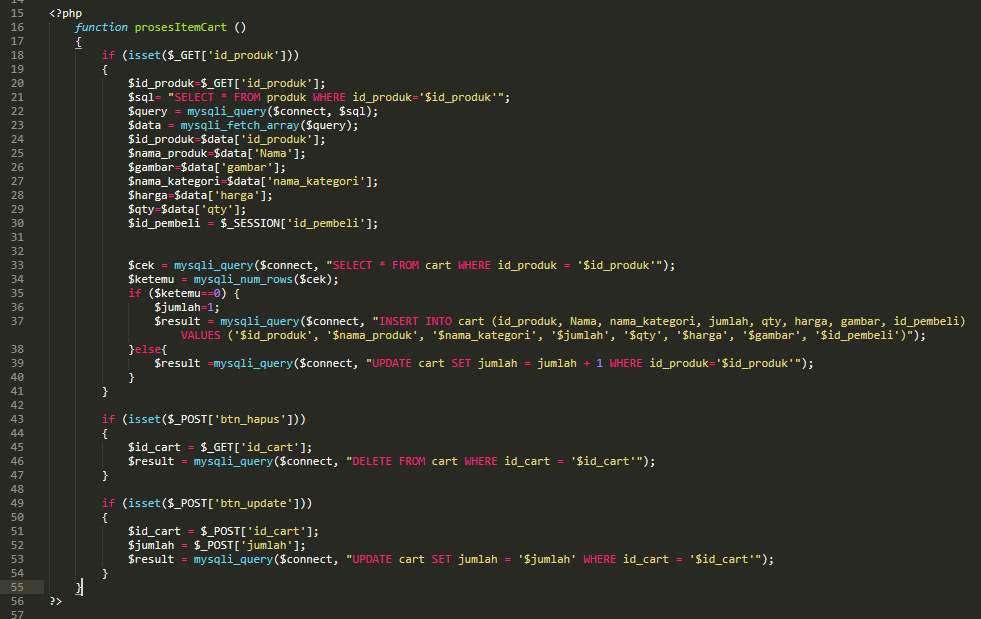 14
15 <?php
16 function prosesItemCart ()
17 {
18 if (isset($_GET['id_produk']))
19 {
20 $id_produk=$_GET['id_produk'];
21 $sql= "SELECT * FROM produk WHERE id_produk='$id_produk'";
22 $query = mysqli_query($connect, $sql);
23 $data = mysqli_fetch_array($query);
24 $id_produk=$data['id_produk'];
25 $nama_produk=$data['Nama'];
26 $gambar=$data['gambar'];
27 $nama_kategori=$data['nama_kategori'];
28 $harga=$data['harga'];
29 $qty=$data['qty'];
30 $id_pembeli = $_SESSION['id_pembeli'];
31
32
33 $cek = mysqli_query($connect, "SELECT * FROM cart WHERE id_produk = '$id_produk'");
34 $ketemu = mysqli_num_rows($cek);
35 if ($ketemu==0) {
36 $jumlah=1;
37 $result = mysqli_query($connect, "INSERT INTO cart (id_produk, Nama, nama_kategori, jumlah, qty, harga, gambar, id_pembeli)
VALUES ('$id_produk', '$nama_produk', '$nama_kategori', '$jumlah', '$qty', '$harga', '$gambar', '$id_pembeli')");
38 }else{
39 $result =mysqli_query($connect, "UPDATE cart SET jumlah = jumlah + 1 WHERE id_produk='$id_produk'");
40 }
41 }
42
43 if (isset($_POST['btn_hapus']))
44 {
45 $id_cart = $_GET['id_cart'];
46 $result = mysqli_query($connect, "DELETE FROM cart WHERE id_cart = '$id_cart'");
47 }
48
49 if (isset($_POST['btn_update']))
50 {
51 $id_cart = $_POST['id_cart'];
52 $jumlah = $_POST['jumlah'];
53 $result = mysqli_query($connect, "UPDATE cart SET jumlah = '$jumlah' WHERE id_cart = '$id_cart'");
54 }
55 }
56 ?>
57